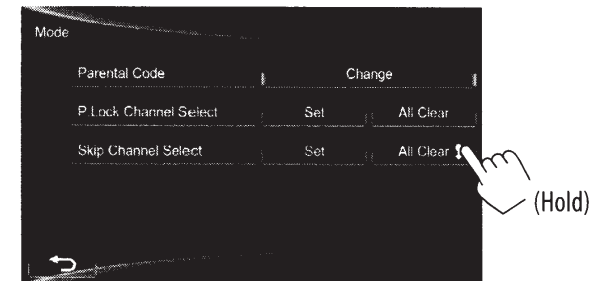 Mode
Parental Code Change
P.Lock Channel Select Set All Clear
Skip Channel Select Set All Clear
(Hold)